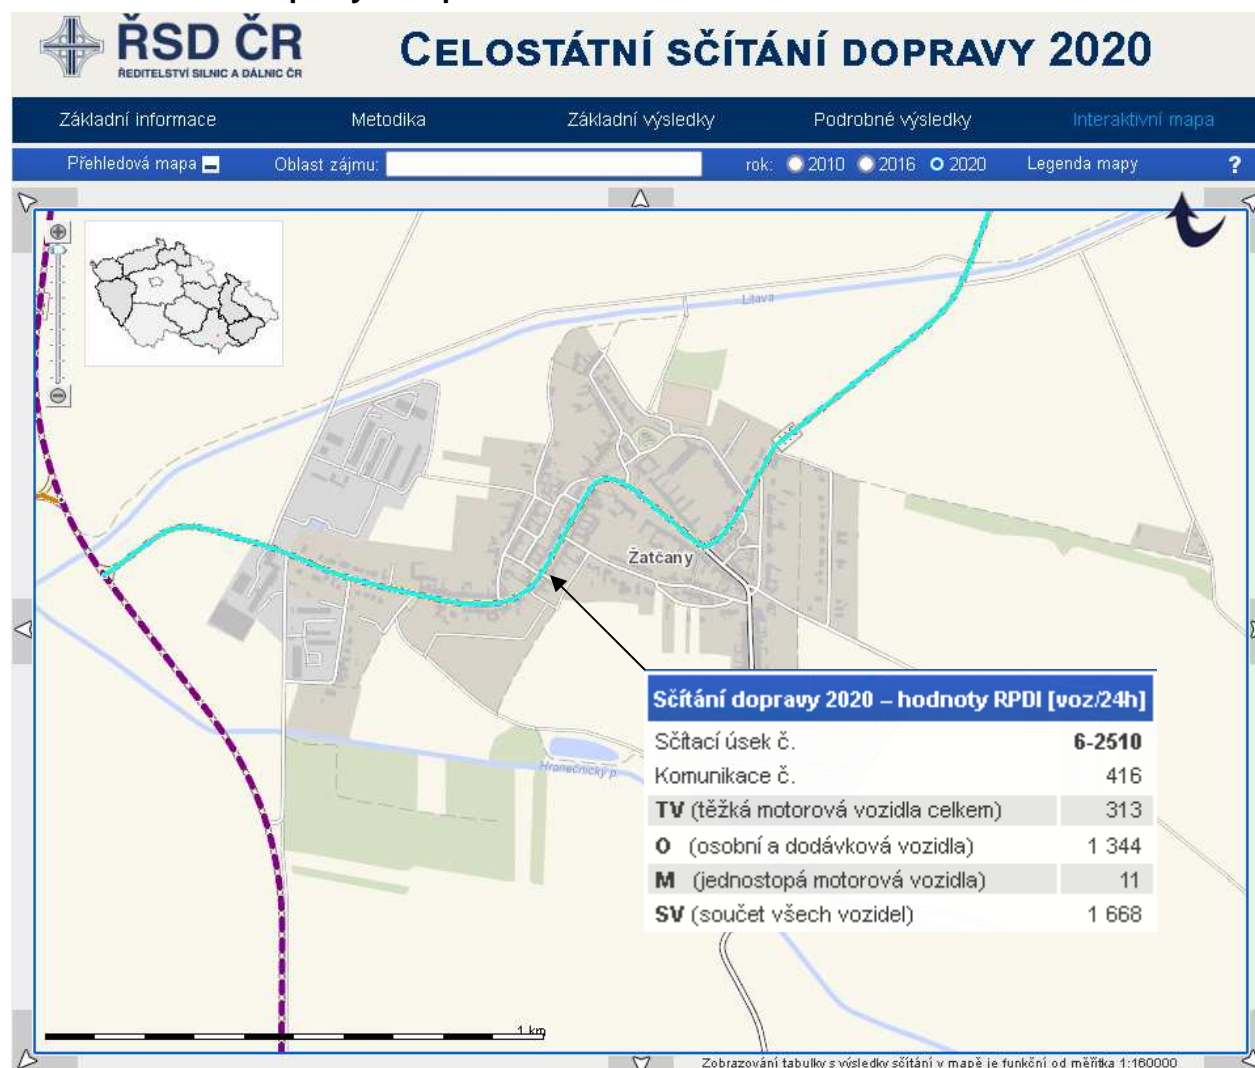 ŘSD ČR
ŘEDITELSTVÍ SILNIC A DÁLNIC ČR
CELOSTÁTNÍ SČÍTÁNÍ DOPRAVY 2020
Základní informace Metodika Základní výsledky Podrobné výsledky Interaktivní mapa
Přehledová mapa Oblast zájmu: rok: 2010 2016 2020 Legenda mapy ?
Litava
Žatčany
Hranečnický p.
Sčítání dopravy 2020 – hodnoty RPDI [voz/24h]
Sčítací úsek č. 6-2510
Komunikace č. 416
TV (těžká motorová vozidla celkem) 313
O (osobní a dodávková vozidla) 1 344
M (jednostopá motorová vozidla) 11
SV (součet všech vozidel) 1 668
1 km
Zobrazování tabulky s výsledky sčítání v mapě je funkční od měřítka 1:160000